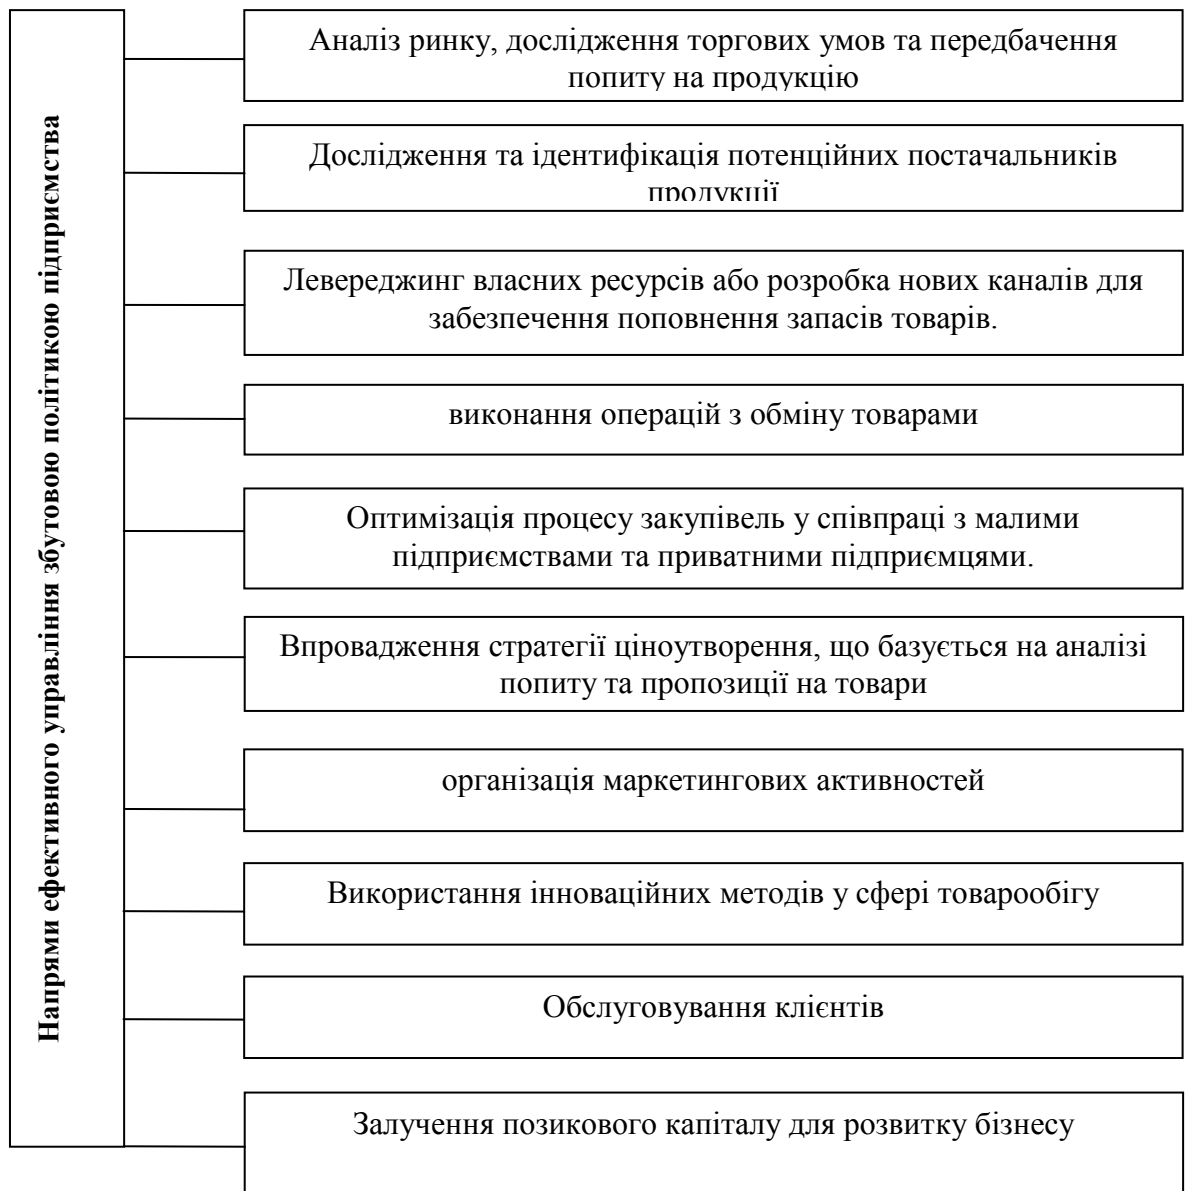 Напрями ефективного управління збутовою політикою підприємства
Аналіз ринку, дослідження торгових умов та передбачення
попиту на продукцію
Дослідження та ідентифікація потенційних постачальників
продукції
Левереджинг власних ресурсів або розробка нових каналів для
забезпечення поповнення запасів товарів.
виконання операцій з обміну товарами
Оптимізація процесу закупівель у співпраці з малими
підприємствами та приватними підприємцями.
Впровадження стратегії ціноутворення, що базується на аналізі
попиту та пропозиції на товари
організація маркетингових активностей
Використання інноваційних методів у сфері товарообігу
Обслуговування клієнтів
Залучення позикового капіталу для розвитку бізнесу